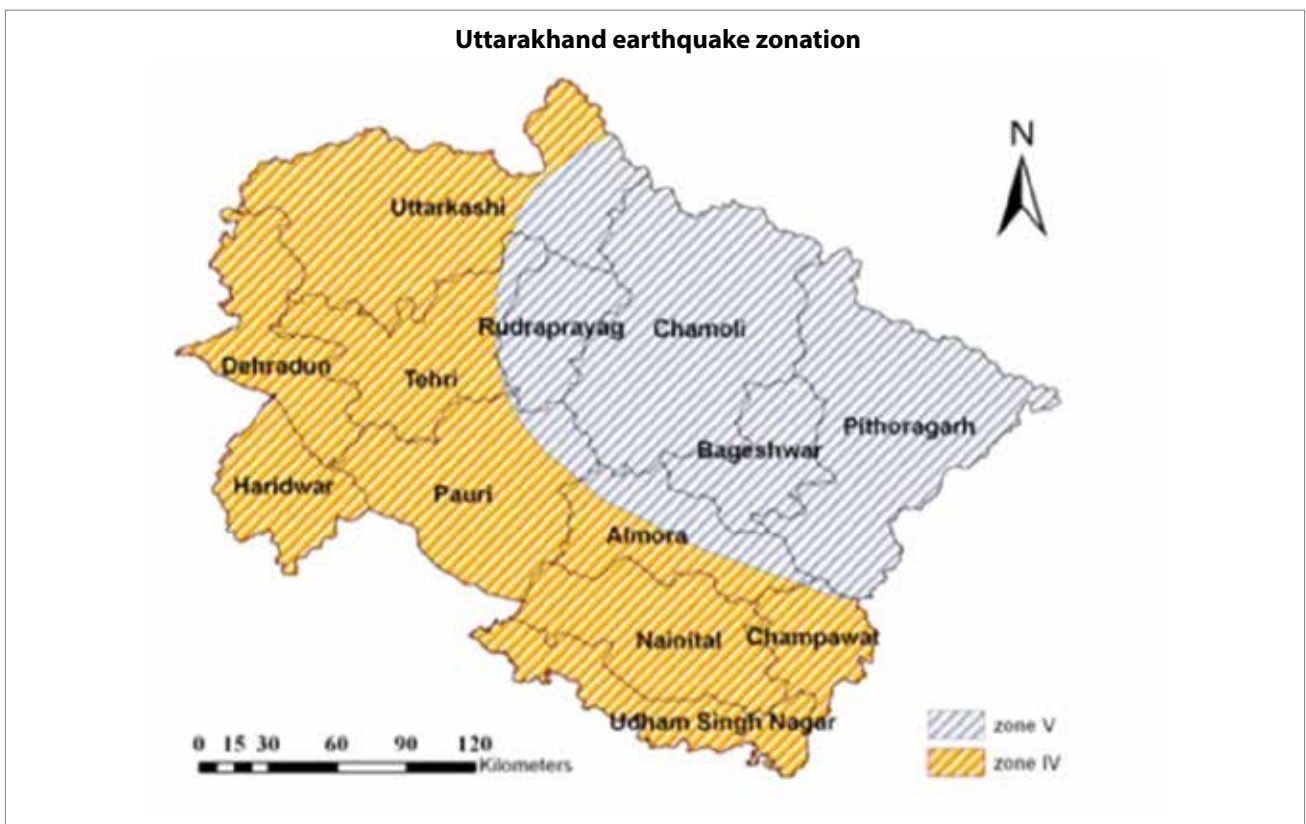 Uttarakhand earthquake zonation
N
Uttarkashi
Rudraprayag Chamoli
Dehradun
Tehri
Pithoragarh
Bageshwar
Haridwar
Pauri
Almora
Nainital Champawat
Udham Singh Nagar
zone V
zone IV
0 15 30 60 90 120
Kilometers